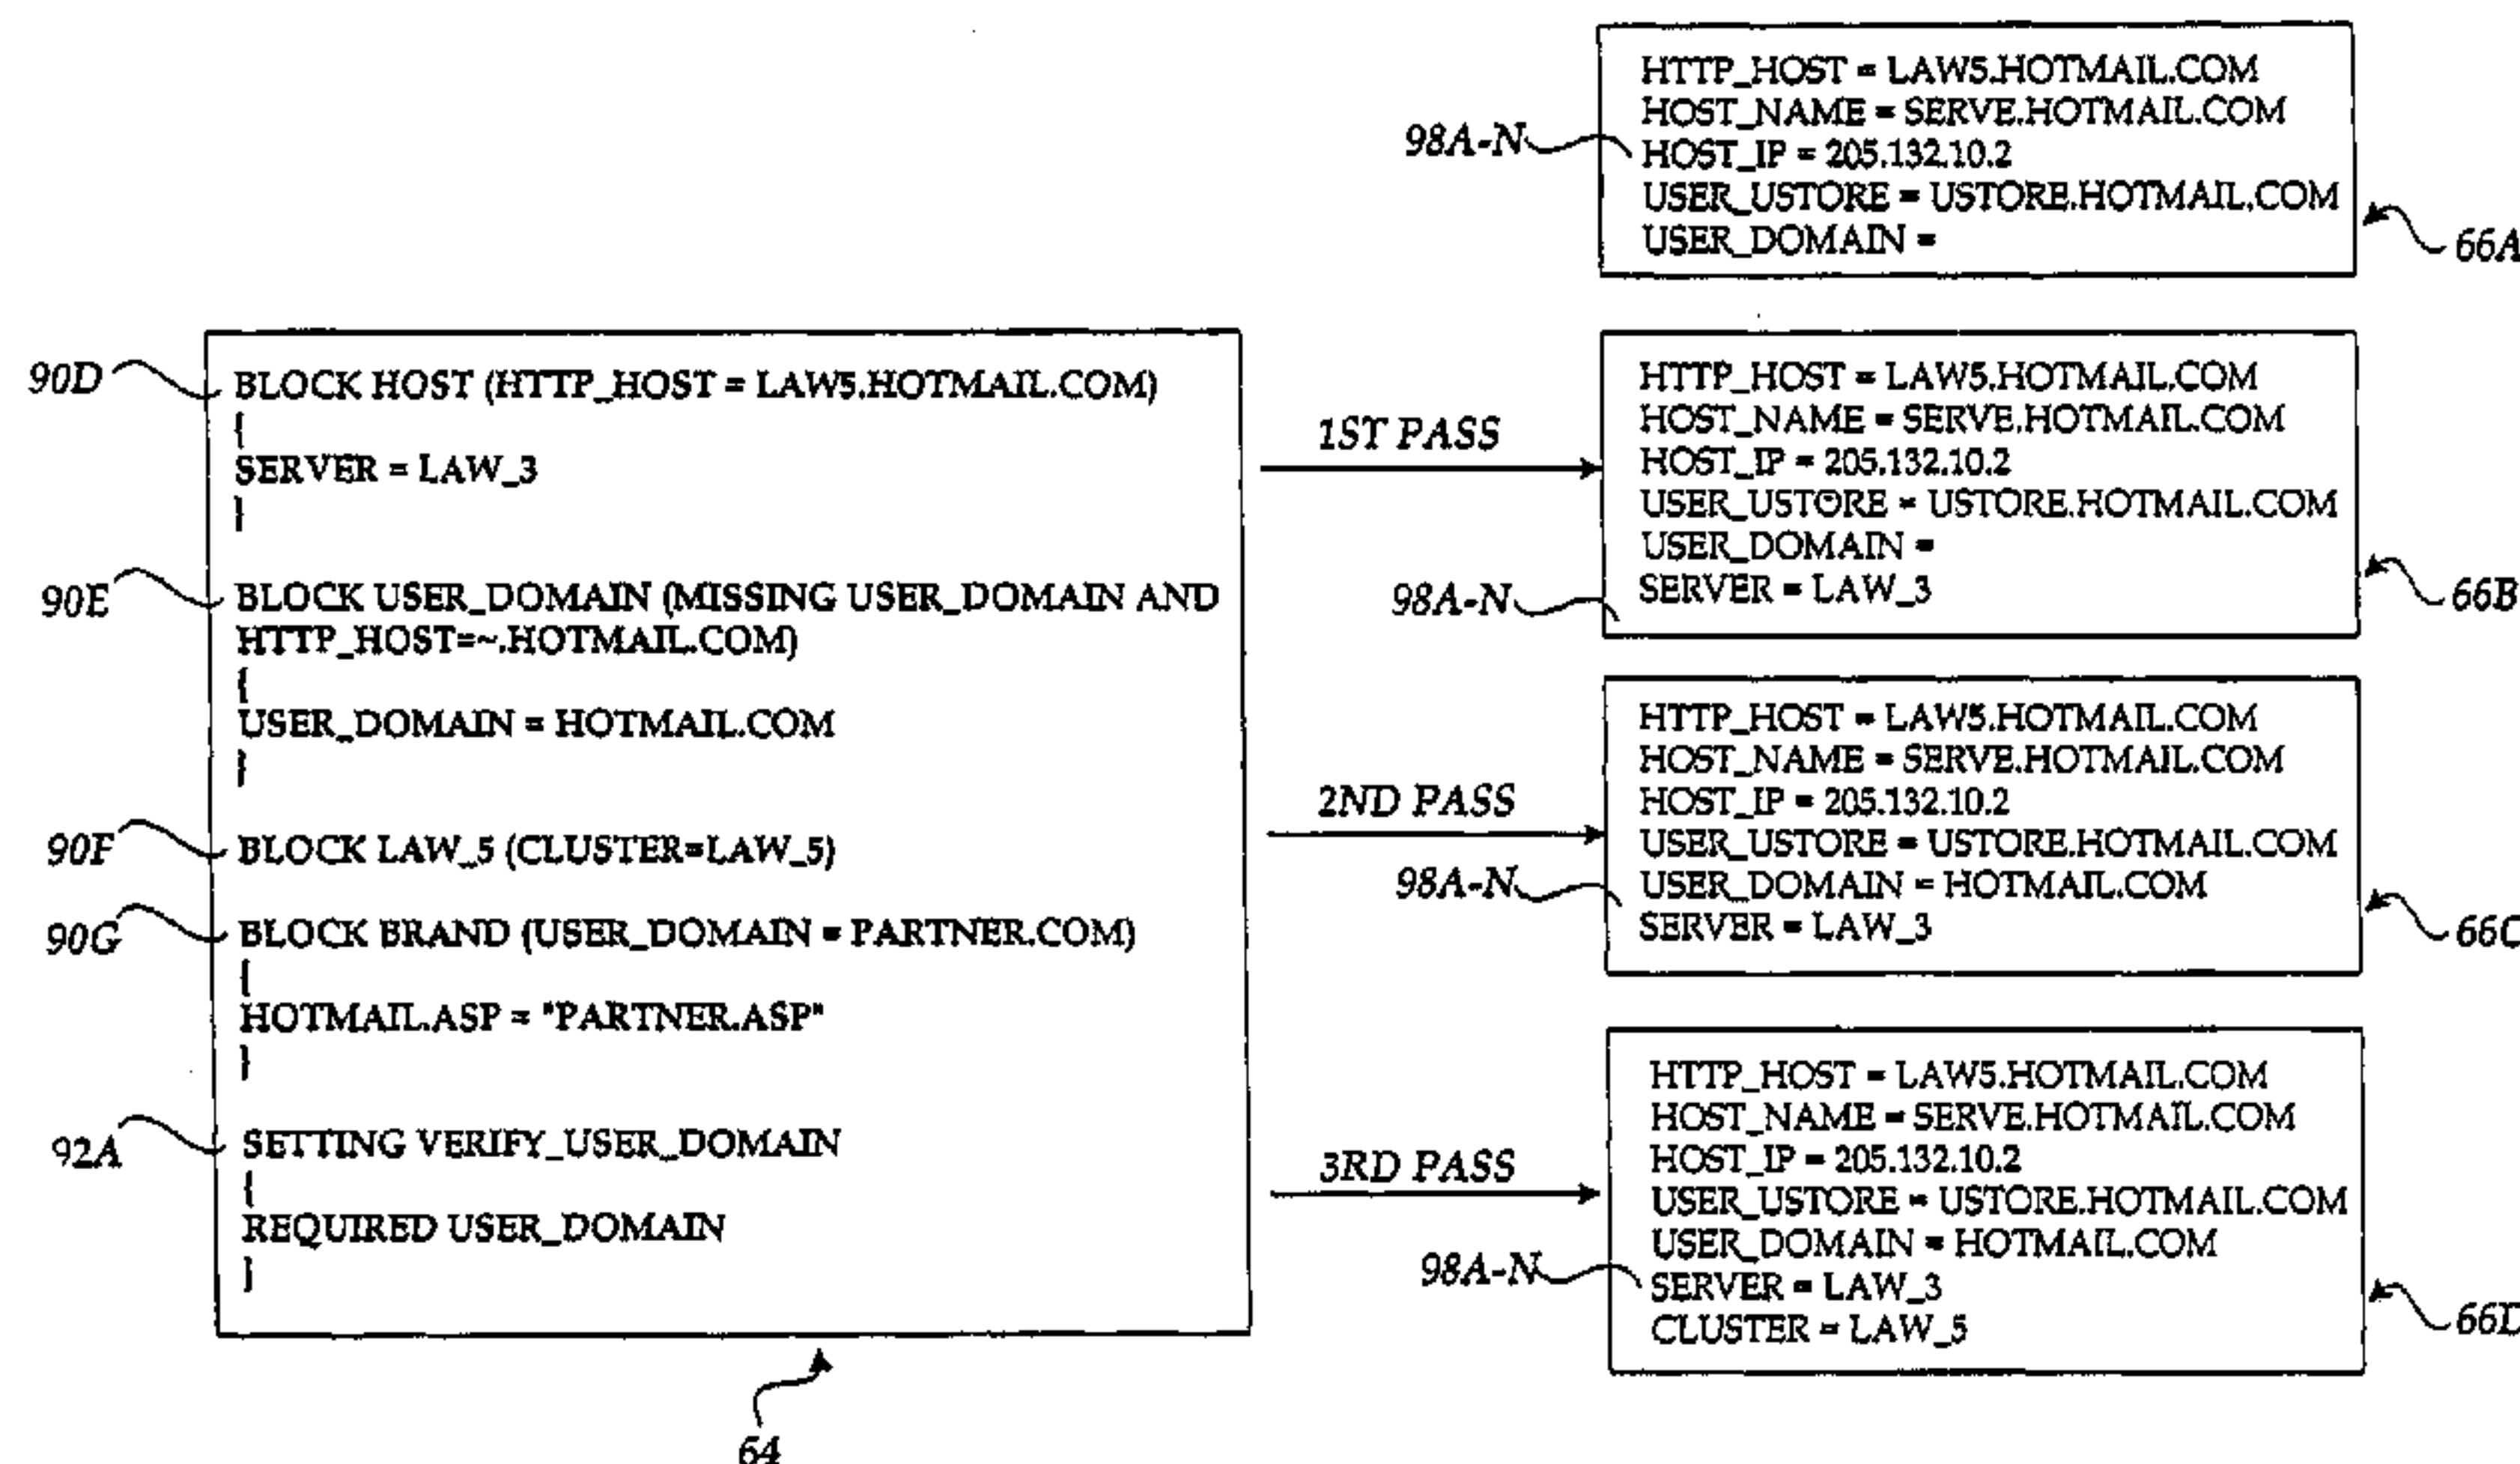 HTTP_HOST = LAW5.HOTMAIL.COM
HOST_NAME = SERVE.HOTMAIL.COM
98A-N
HOST_IP = 205.132.10.2
USER_USTORE = USTORE.HOTMAIL.COM
USER_DOMAIN =
66A
90D
BLOCK HOST (HTTP_HOST = LAW5.HOTMAIL.COM)
{
SERVER = LAW_3
}
90E
BLOCK USER_DOMAIN (MISSING USER_DOMAIN AND
HTTP_HOST=~.HOTMAIL.COM)
{
USER_DOMAIN = HOTMAIL.COM
}
90F
BLOCK LAW_5 (CLUSTER=LAW_5)
90G
BLOCK BRAND (USER_DOMAIN = PARTNER.COM)
{
HOTMAIL.ASP = "PARTNER.ASP"
}
92A
SETTING VERIFY_USER_DOMAIN
{
REQUIRED USER_DOMAIN
}
64
1ST PASS
HTTP_HOST = LAW5.HOTMAIL.COM
HOST_NAME = SERVE.HOTMAIL.COM
HOST_IP = 205.132.10.2
USER_USTORE = USTORE.HOTMAIL.COM
USER_DOMAIN =
SERVER = LAW_3
98A-N
66B
2ND PASS
HTTP_HOST = LAW5.HOTMAIL.COM
HOST_NAME = SERVE.HOTMAIL.COM
HOST_IP = 205.132.10.2
USER_USTORE = USTORE.HOTMAIL.COM
98A-N
USER_DOMAIN = HOTMAIL.COM
SERVER = LAW_3
66C
3RD PASS
HTTP_HOST = LAW5.HOTMAIL.COM
HOST_NAME = SERVE.HOTMAIL.COM
HOST_IP = 205.132.10.2
USER_USTORE = USTORE.HOTMAIL.COM
USER_DOMAIN = HOTMAIL.COM
98A-N
SERVER = LAW_3
CLUSTER = LAW_5
66D